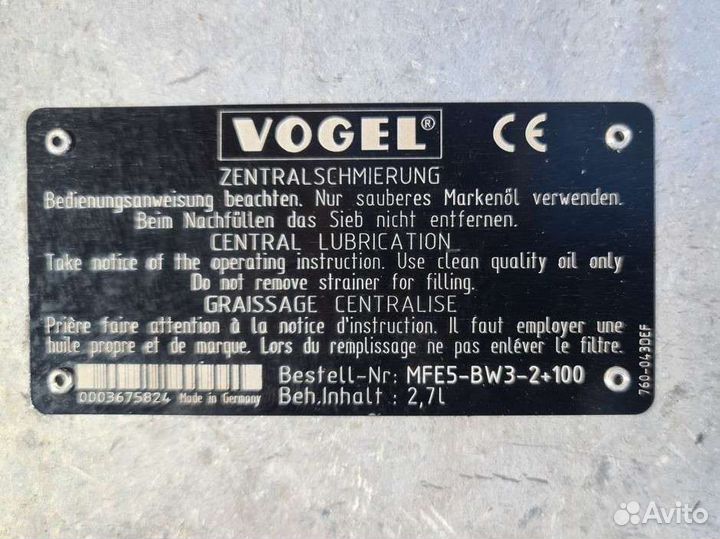 VOGEL® CE
ZENTRALSCHMIERUNG
Bedienungsanweisung beachten. Nur sauberes Markenöl verwenden.
Beim Nachfüllen das Sieb nicht entfernen.
CENTRAL LUBRICATION
Take notice of the operating instruction. Use clean quality oil only
Do not remove strainer for filling.
GRAISSAGE CENTRALISE
Prière faire attention à la notice d'instruction. Il faut employer une
huile propre et de marque. Lors du remplissage ne pas enléver le filtre.
Bestell-Nr: MFE5-BW3-2+100
0003675824 Made in Germany Beh.Inhalt : 2,7l
760-043DEF
Avito